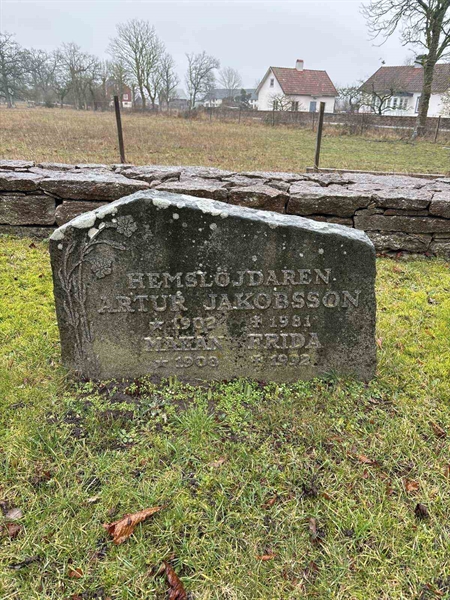 HEMSLÖJDAREN
ARTUR JAKOBSSON
* 1902 + 1981
MAKAN FRIDA
* 1903 + 1992